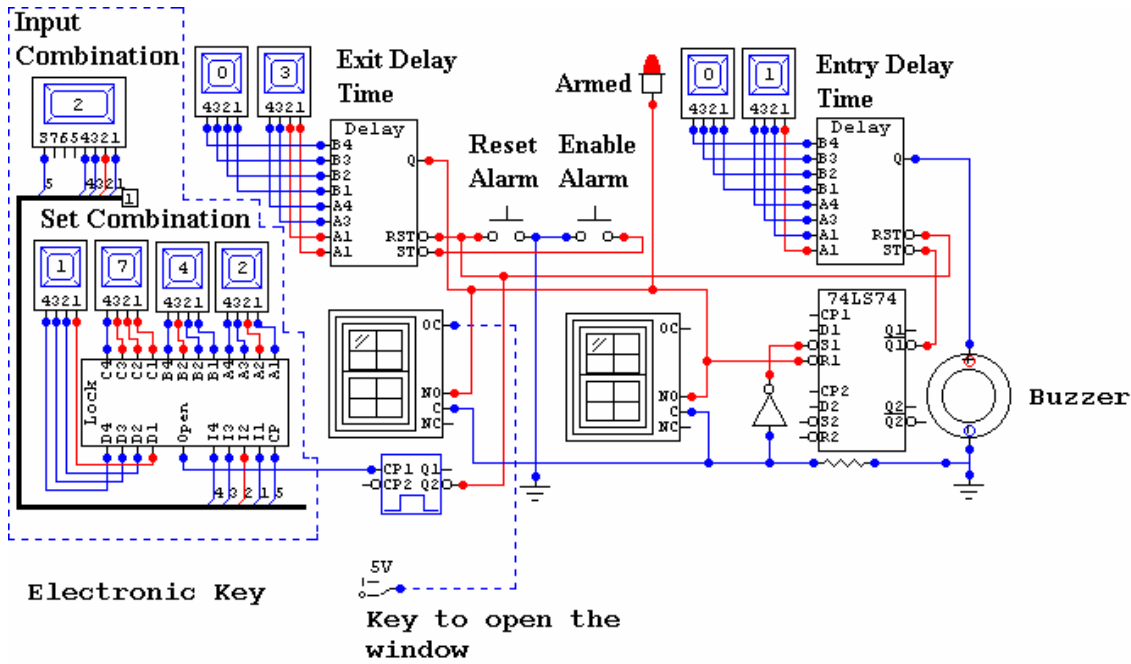 Input
Combination
2
S7654321
5
4321
1
Set Combination
1
7
4
2
4321
4321
4321
4321
C4
C3
C2
C1
B4
B2
B2
B1
A4
A3
A2
A1
Lock
D4
D3
D2
D1
Open
I4
I3
I2
I1
CP
4
3
2
1
5
Electronic Key
0
3
4321
4321
Exit Delay
Time
Delay
B4
B3
B2
B1
A4
A3
A1
A1
Q
RST
ST
Reset
Alarm
Enable
Alarm
Armed
OC
NO
C
NC
CP1 Q1
CP2 Q2
5V
Key to open the
window
OC
NO
C
NC
0
1
4321
4321
Entry Delay
Time
Delay
B4
B3
B2
B1
A4
A3
A1
A1
Q
RST
ST
74LS74
CP1
D1
S1
R1
Q1
Q1
CP2
D2
S2
R2
Q2
Q2
Buzzer